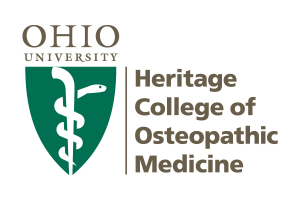 OHIO
UNIVERSITY
Heritage
College of
Osteopathic
Medicine